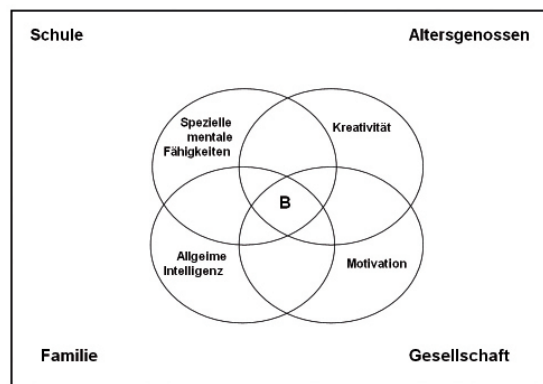 Schule
Altersgenossen
Spezielle
mentale
Fähigkeiten
Kreativität
B
Allgeime
Intelligenz
Motivation
Familie
Gesellschaft